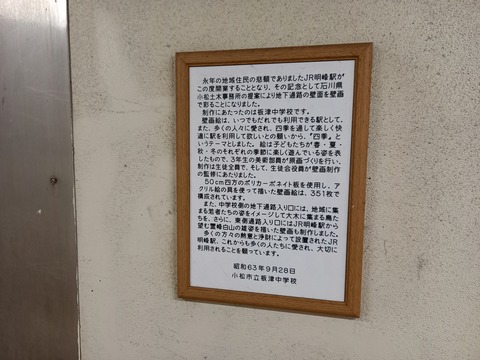 永年の地域住民の悲願でありましたJR明峰駅が
この度開業することとなり、その記念として石川県
小松土木事務所の提案により地下通路の壁面を壁画
で彩ることになりました。
制作にあたったのは板津中学校です。
壁画絵は、いつでもだれでも利用できる駅として、
また、多くの人々に愛され、四季を通して楽しく快
適に駅を利用して欲しいとの願いから、“四季”と
いうテーマとしました。絵は子どもたちが春・夏・
秋・冬のそれぞれの季節に楽しく遊んでいる姿を表
したもので、3年生の美術部員が原画づくりを行い、
制作は生徒全員で、そして、生徒会役員が壁画制作
の監修にあたりました。
50cm四方のポリカーボネイト板を使用し、ア
クリル絵の具を使って描いた壁画絵は、351枚で
構成されています。
また、中学校側の地下通路入り口には、地域に集
まる若者たちの姿をイメージして大木に集まる鳥た
ちを、さらに、東側通路入り口にはJR明峰駅から
望む霊峰白山の雄姿を描いた壁画も制作しました。
多くの方々の熱意と浄財によって設置されたJR
明峰駅、これからも多くの人たちに愛され、大切に
利用されることを願っています。
昭和63年9月28日
小松市立板津中学校